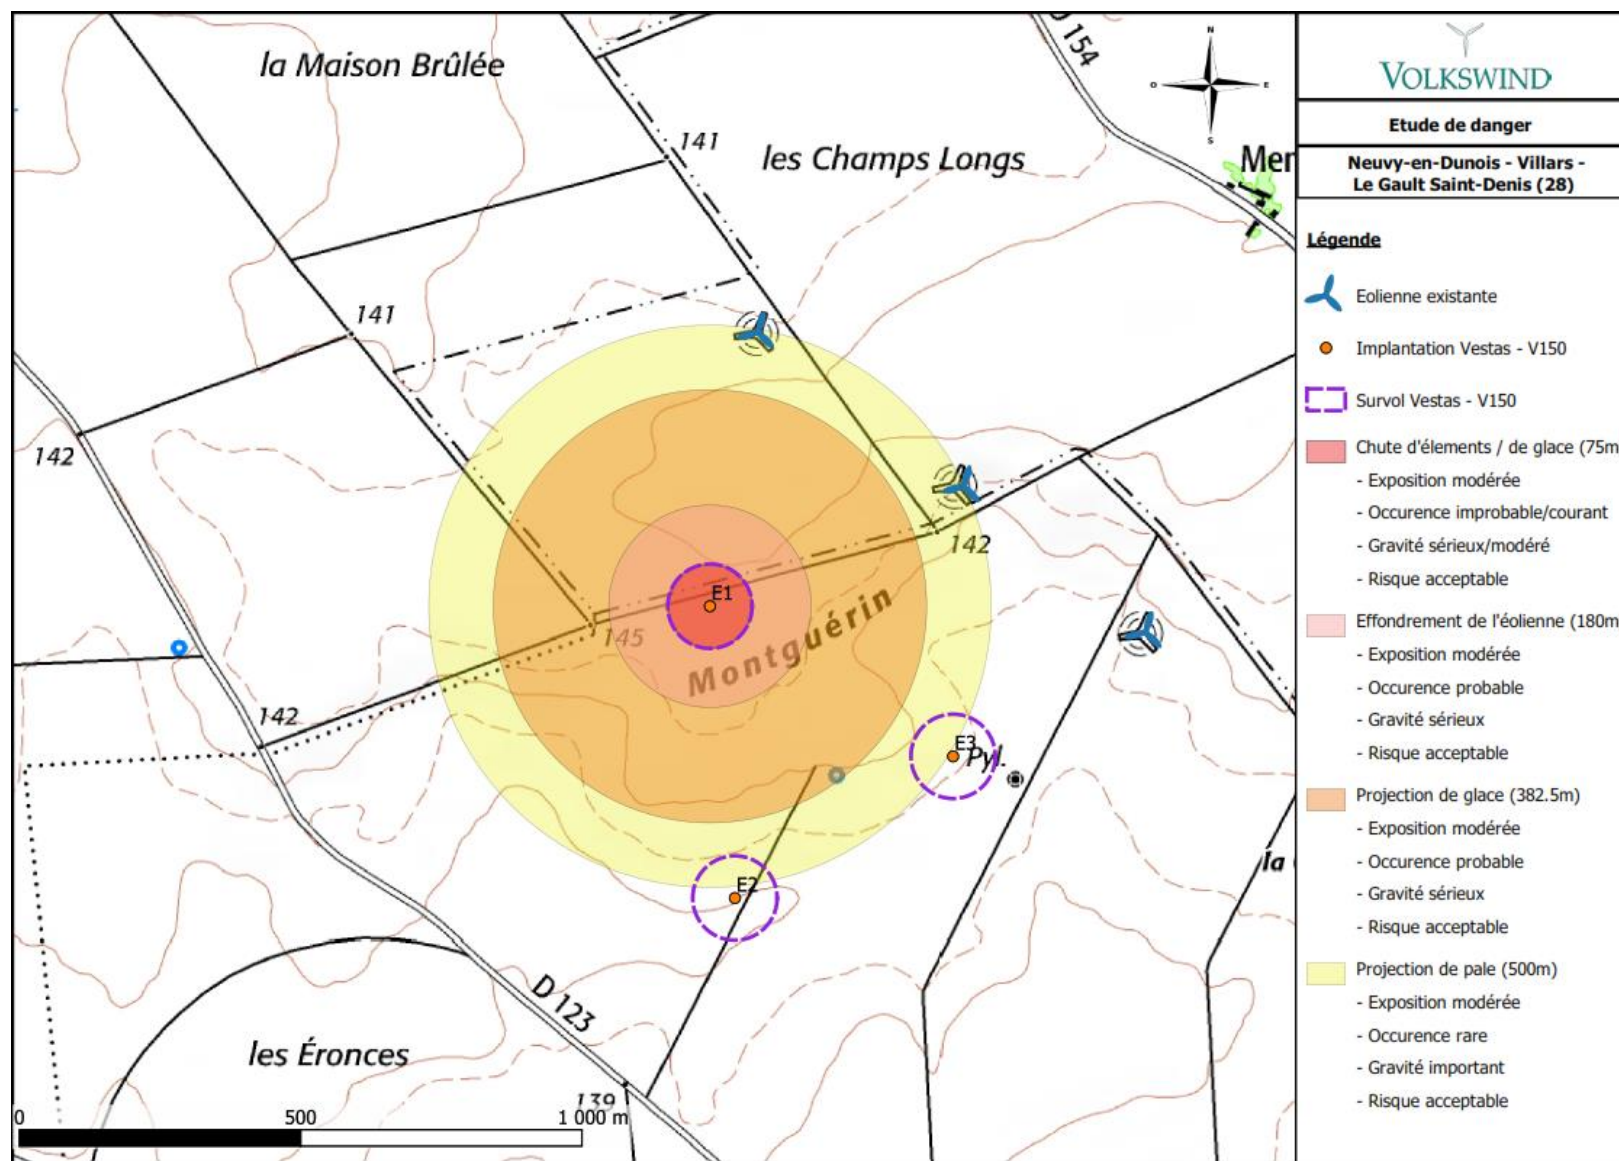 la Maison Brûlée
D 154
141
les Champs Longs
Mer
141
142
142
E1
145
Montguérin
142
E3
Pyl.
E2
la
D 123
les Éronces
139
0 500 1 000 m
N
O E
S
VOLKSWIND
Etude de danger
Neuvy-en-Dunois - Villars -
Le Gault Saint-Denis (28)
Légende
Eolienne existante
Implantation Vestas - V150
Survol Vestas - V150
Chute d'élements / de glace (75m
- Exposition modérée
- Occurence improbable/courant
- Gravité sérieux/modéré
- Risque acceptable
Effondrement de l'éolienne (180m
- Exposition modérée
- Occurence probable
- Gravité sérieux
- Risque acceptable
Projection de glace (382.5m)
- Exposition modérée
- Occurence probable
- Gravité sérieux
- Risque acceptable
Projection de pale (500m)
- Exposition modérée
- Occurence rare
- Gravité important
- Risque acceptable